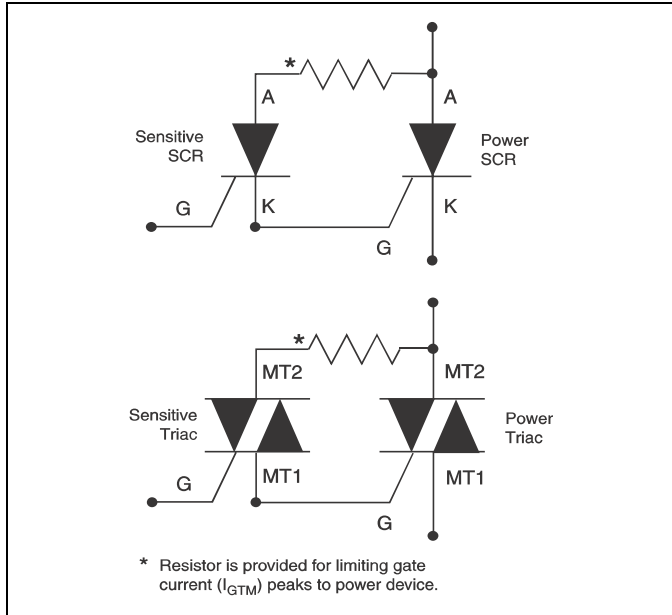 *
A
A
Sensitive
SCR
Power
SCR
G
K
K
G
*
MT2
MT2
Sensitive
Triac
Power
Triac
G
MT1
MT1
G
* Resistor is provided for limiting gate
current (IGTM) peaks to power device.